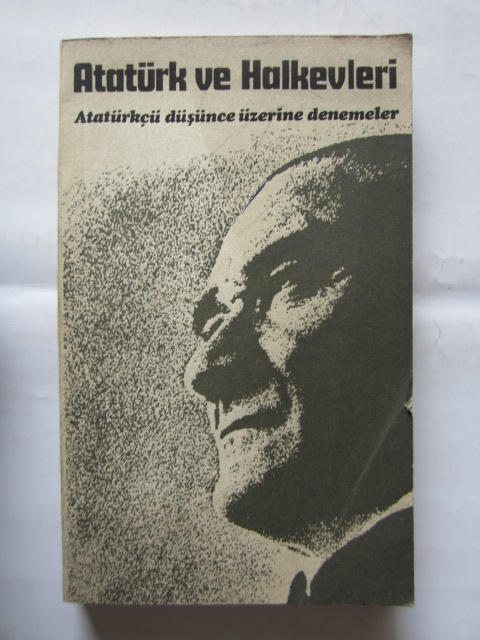 Atatürk ve Halkevleri
Atatürkçü düşünce üzerine denemeler